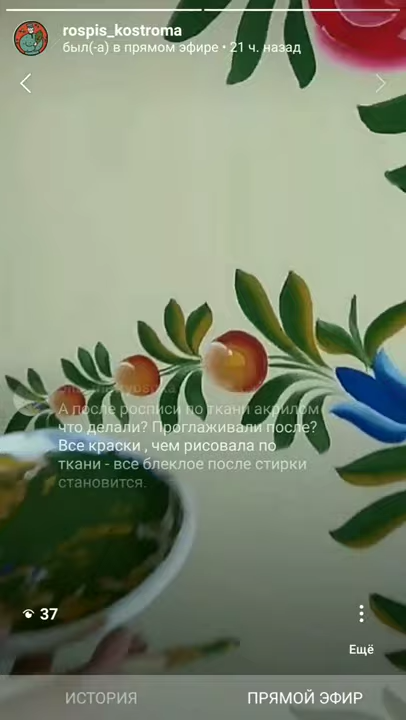 rospis_kostroma
был(-а) в прямом эфире • 21 ч. назад
А после росписи по ткани акрилом
что делали? Проглаживали после?
Все краски , чем рисовала по
ткани - все блеклое после стирки
становится.
37
Ещё
ИСТОРИЯ
ПРЯМОЙ ЭФИР